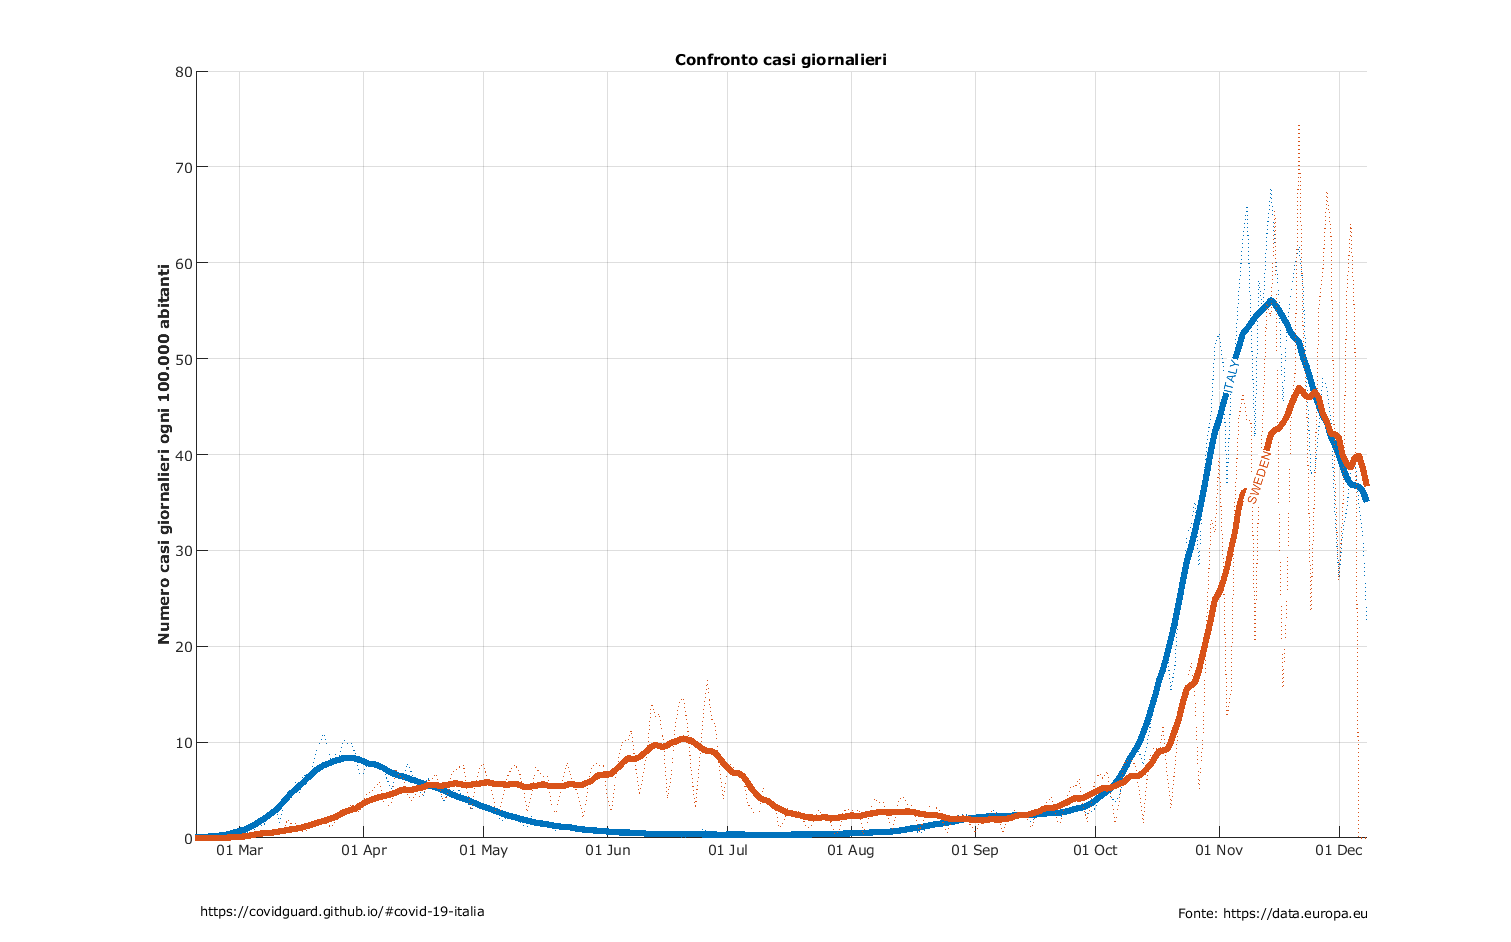 Confronto casi giornalieri
Numero casi giornalieri ogni 100.000 abitanti
80
70
60
50
40
30
20
10
0
ITALY
SWEDEN
01 Mar
01 Apr
01 May
01 Jun
01 Jul
01 Aug
01 Sep
01 Oct
01 Nov
01 Dec
https://covidguard.github.io/#covid-19-italia
Fonte: https://data.europa.eu